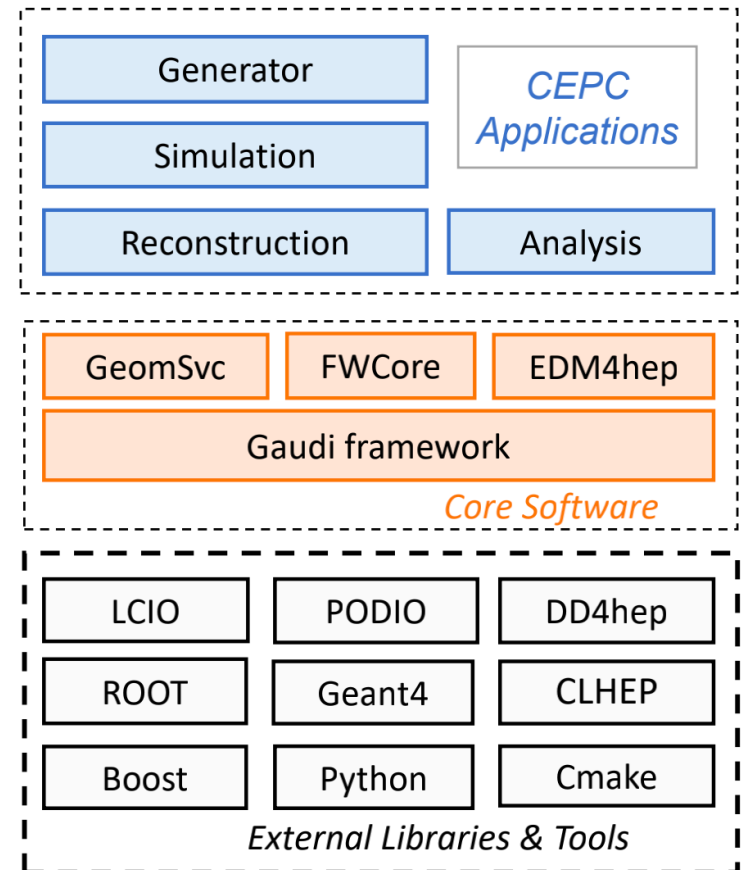 Generator
CEPC
Applications
Simulation
Reconstruction
Analysis
GeomSvc
FWCore
EDM4hep
Gaudi framework
Core Software
LCIO
PODIO
DD4hep
ROOT
Geant4
CLHEP
Boost
Python
Cmake
External Libraries & Tools